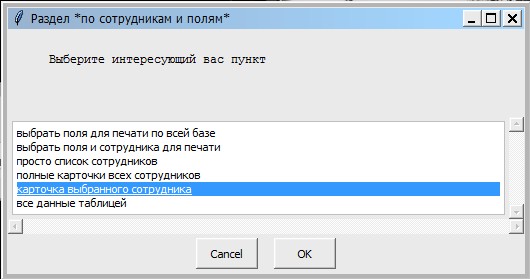 Раздел *по сотрудникам и полям*
Выберите интересующий вас пункт
выбрать поля для печати по всей базе
выбрать поля и сотрудника для печати
просто список сотрудников
полные карточки всех сотрудников
карточка выбранного сотрудника
все данные таблицей
Cancel OK